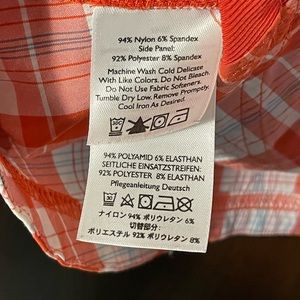 94% Nylon 6% Spandex
Side Panel:
92% Polyester 8% Spandex
Machine Wash Cold Delicate
With Like Colors. Do Not Bleach.
Do Not Use Fabric Softeners.
Tumble Dry Low. Remove Promptly.
Cool Iron As Desired.
94% POLYAMID 6% ELASTHAN
SEITLICHE EINSATZSTREIFEN:
92% POLYESTER 8% ELASTHAN
Pflegeanleitung Deutsch
ナイロン 94% ポリウレタン 6%
切替部分:
ポリエステル 92% ポリウレタン 8%